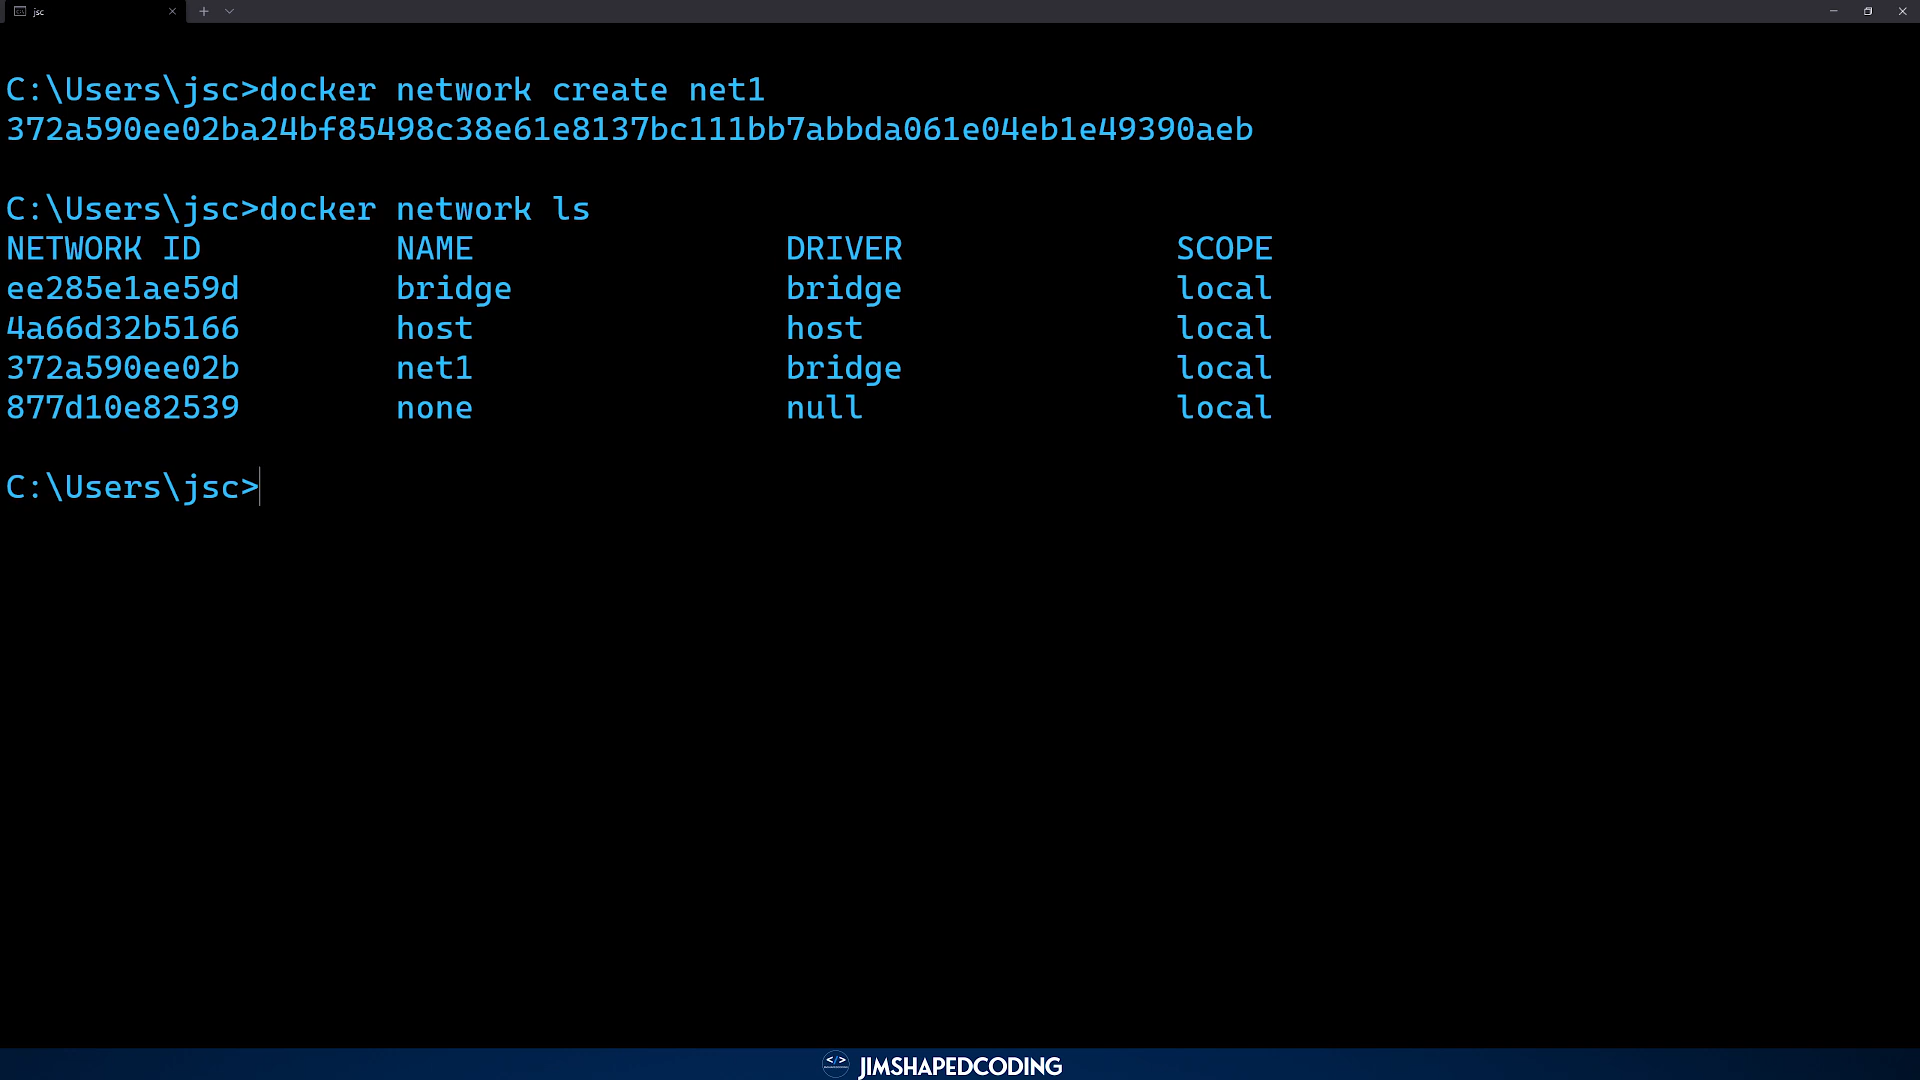 jsc
C:\Users\jsc>docker network create net1
372a590ee02ba24bf85498c38e61e8137bc111bb7abbda061e04eb1e49390aeb
C:\Users\jsc>docker network ls
NETWORK ID NAME DRIVER SCOPE
ee285e1ae59d bridge bridge local
4a66d32b5166 host host local
372a590ee02b net1 bridge local
877d10e82539 none null local
C:\Users\jsc>
</> JIMSHAPEDCODING